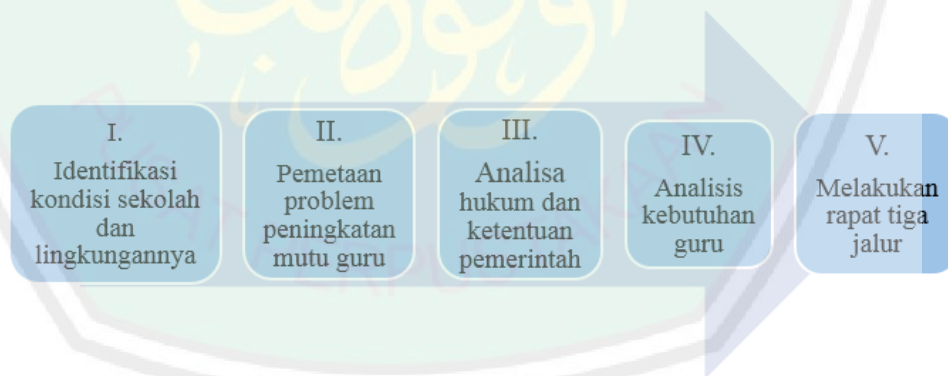 I.
Identifikasi
kondisi sekolah
dan
lingkungannya
II.
Pemetaan
problem
peningkatan
mutu guru
III.
Analisa
hukum dan
ketentuan
pemerintah
IV.
Analisis
kebutuhan
guru
V.
Melakukan
rapat tiga
jalur